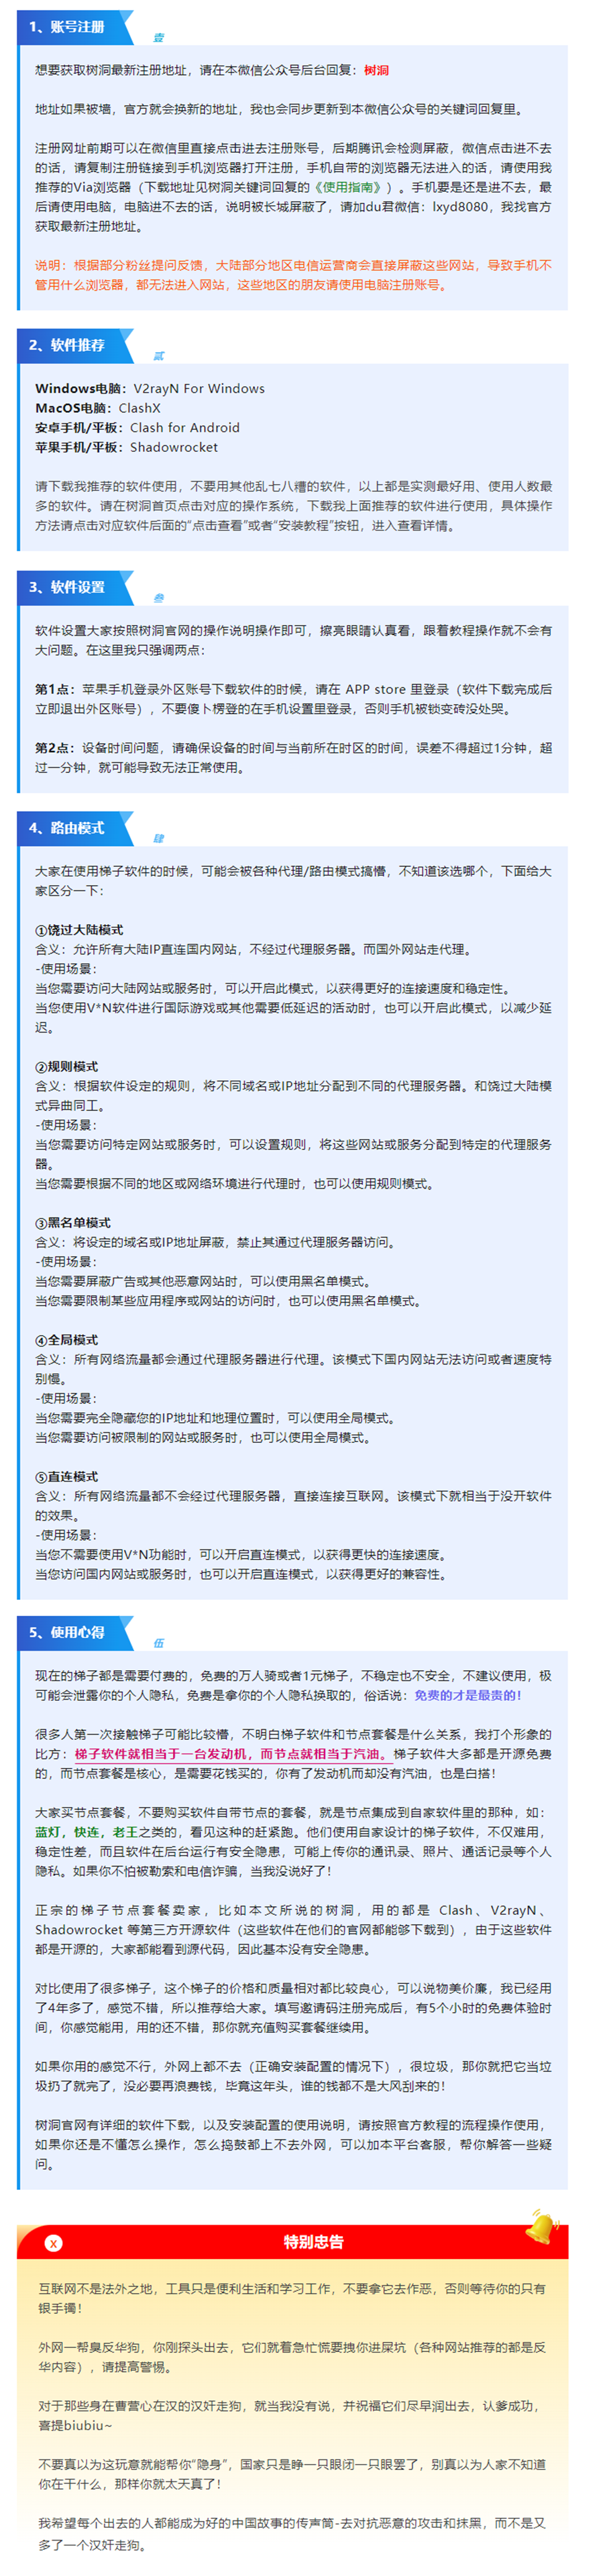 1、账号注册
壹
想要获取树洞最新注册地址，请在本微信公众号后台回复：树洞
地址如果被墙，官方就会换新的地址，我也会同步更新到本微信公众号的关键词回复里。
注册网址前期可以在微信里直接点击进去注册账号，后期腾讯会检测屏蔽，微信点击进不去
的话，请复制注册链接到手机浏览器打开注册，手机自带的浏览器无法进入的话，请使用我
推荐的Via浏览器（下载地址见树洞关键词回复的《使用指南》）。手机要是还是进不去，最
后请使用电脑，电脑进不去的话，说明被长城屏蔽了，请加du君微信：lxyd8080，我找官方
获取最新注册地址。
说明：根据部分粉丝提问反馈，大陆部分地区电信运营商会直接屏蔽这些网站，导致手机不
管用什么浏览器，都无法进入网站，这些地区的朋友请使用电脑注册账号。
2、软件推荐
贰
Windows电脑：V2rayN For Windows
MacOS电脑：ClashX
安卓手机/平板：Clash for Android
苹果手机/平板：Shadowrocket
请下载我推荐的软件使用，不要用其他乱七八糟的软件，以上都是实测最好用、使用人数最
多的软件。请在树洞首页点击对应的操作系统，下载我上面推荐的软件进行使用，具体操作
方法请点击对应软件后面的“点击查看”或者“安装教程”按钮，进入查看详情。
3、软件设置
叁
软件设置大家按照树洞官网的操作说明操作即可，擦亮眼睛认真看，跟着教程操作就不会有
大问题。在这里我只强调两点：
第1点：苹果手机登录外区账号下载软件的时候，请在 APP store 里登录（软件下载完成后
立即退出外区账号），不要傻卜楞登的在手机设置里登录，否则手机被锁变砖没处哭。
第2点：设备时间问题，请确保设备的时间与当前所在时区的时间，误差不得超过1分钟，超
过一分钟，就可能导致无法正常使用。
4、路由模式
肆
大家在使用梯子软件的时候，可能会被各种代理/路由模式搞懵，不知道该选哪个，下面给大
家区分一下：
①饶过大陆模式
含义：允许所有大陆IP直连国内网站，不经过代理服务器。而国外网站走代理。
-使用场景：
当您需要访问大陆网站或服务时，可以开启此模式，以获得更好的连接速度和稳定性。
当您使用V*N软件进行国际游戏或其他需要低延迟的活动时，也可以开启此模式，以减少延
迟。
②规则模式
含义：根据软件设定的规则，将不同域名或IP地址分配到不同的代理服务器。和饶过大陆模
式异曲同工。
-使用场景：
当您需要访问特定网站或服务时，可以设置规则，将这些网站或服务分配到特定的代理服务
器。
当您需要根据不同的地区或网络环境进行代理时，也可以使用规则模式。
③黑名单模式
含义：将设定的域名或IP地址屏蔽，禁止其通过代理服务器访问。
-使用场景：
当您需要屏蔽广告或其他恶意网站时，可以使用黑名单模式。
当您需要限制某些应用程序或网站的访问时，也可以使用黑名单模式。
④全局模式
含义：所有网络流量都会通过代理服务器进行代理。该模式下国内网站无法访问或者速度特
别慢。
-使用场景：
当您需要完全隐藏您的IP地址和地理位置时，可以使用全局模式。
当您需要访问被限制的网站或服务时，也可以使用全局模式。
⑤直连模式
含义：所有网络流量都不会经过代理服务器，直接连接互联网。该模式下就相当于没开软件
的效果。
-使用场景：
当您不需要使用V*N功能时，可以开启直连模式，以获得更快的连接速度。
当您访问国内网站或服务时，也可以开启直连模式，以获得更好的兼容性。
5、使用心得
伍
现在的梯子都是需要付费的，免费的万人骑或者1元梯子，不稳定也不安全，不建议使用，极
可能会泄露你的个人隐私，免费是拿你的个人隐私换取的，俗话说：免费的才是最贵的！
很多人第一次接触梯子可能比较懵，不明白梯子软件和节点套餐是什么关系，我打个形象的
比方：梯子软件就相当于一台发动机，而节点就相当于汽油。梯子软件大多都是开源免费
的，而节点套餐是核心，是需要花钱买的，你有了发动机而却没有汽油，也是白搭！
大家买节点套餐，不要购买软件自带节点的套餐，就是节点集成到自家软件里的那种，如：
蓝灯，快连，老王之类的，看见这种的赶紧跑。他们使用自家设计的梯子软件，不仅难用，
稳定性差，而且软件在后台运行有安全隐患，可能上传你的通讯录、照片、通话记录等个人
隐私。如果你不怕被勒索和电信诈骗，当我没说好了！
正宗的梯子节点套餐卖家，比如本文所说的树洞，用的都是 Clash、V2rayN、
Shadowrocket 等第三方开源软件（这些软件在他们的官网都能够下载到），由于这些软件
都是开源的，大家都能看到源代码，因此基本没有安全隐患。
对比使用了很多梯子，这个梯子的价格和质量相对都比较良心，可以说物美价廉，我已经用
了4年多了，感觉不错，所以推荐给大家。填写邀请码注册完成后，有5个小时的免费体验时
间，你感觉能用，用的还不错，那你就充值购买套餐继续用。
如果你用的感觉不行，外网上都不去（正确安装配置的情况下），很垃圾，那你就把它当垃
圾扔了就完了，没必要再浪费钱，毕竟这年头，谁的钱都不是大风刮来的！
树洞官网有详细的软件下载，以及安装配置的使用说明，请按照官方教程的流程操作使用，
如果你还是不懂怎么操作，怎么捣鼓都上不去外网，可以加本平台客服，帮你解答一些疑
问。
X
特别忠告
互联网不是法外之地，工具只是便利生活和学习工作，不要拿它去作恶，否则等待你的只有
银手镯！
外网一帮臭反华狗，你刚探头出去，它们就着急忙慌要拽你进屎坑（各种网站推荐的都是反
华内容），请提高警惕。
对于那些身在曹营心在汉的汉奸走狗，就当我没有说，并祝福它们尽早润出去，认爹成功，
喜提biubiu~
不要真以为这玩意就能帮你“隐身”，国家只是睁一只眼闭一只眼罢了，别真以为人家不知道
你在干什么，那样你就太天真了！
我希望每个出去的人都能成为好的中国故事的传声筒-去对抗恶意的攻击和抹黑，而不是又
多了一个汉奸走狗。